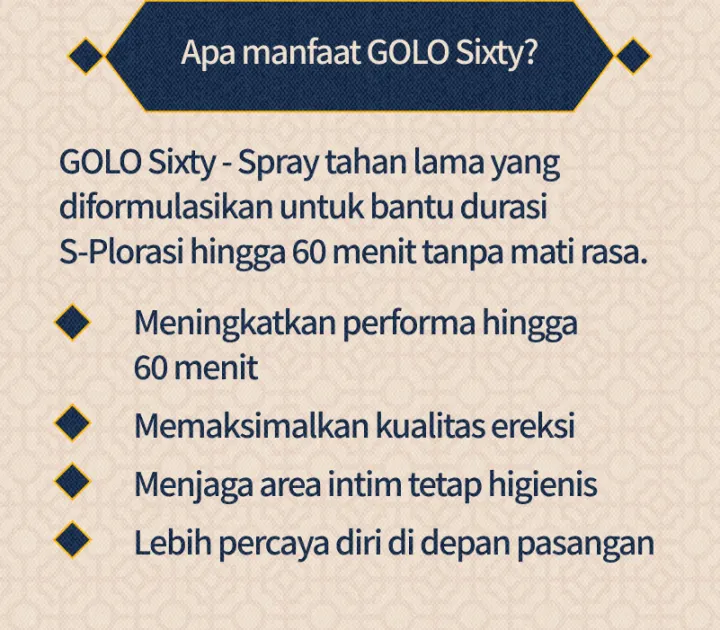 Apa manfaat GOLO Sixty?
GOLO Sixty - Spray tahan lama yang
diformulasikan untuk bantu durasi
S-Plorasi hingga 60 menit tanpa mati rasa.
Meningkatkan performa hingga
60 menit
Memaksimalkan kualitas ereksi
Menjaga area intim tetap higienis
Lebih percaya diri di depan pasangan